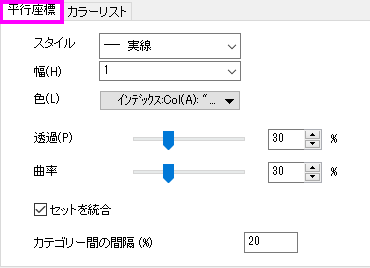 平行座標 カラーリスト
スタイル 実線
幅(H) 1
色(L) インデックス:Col(A): "...
透過(P) 30 %
曲率 30 %
セットを統合
カテゴリー間の間隔 (%) 20